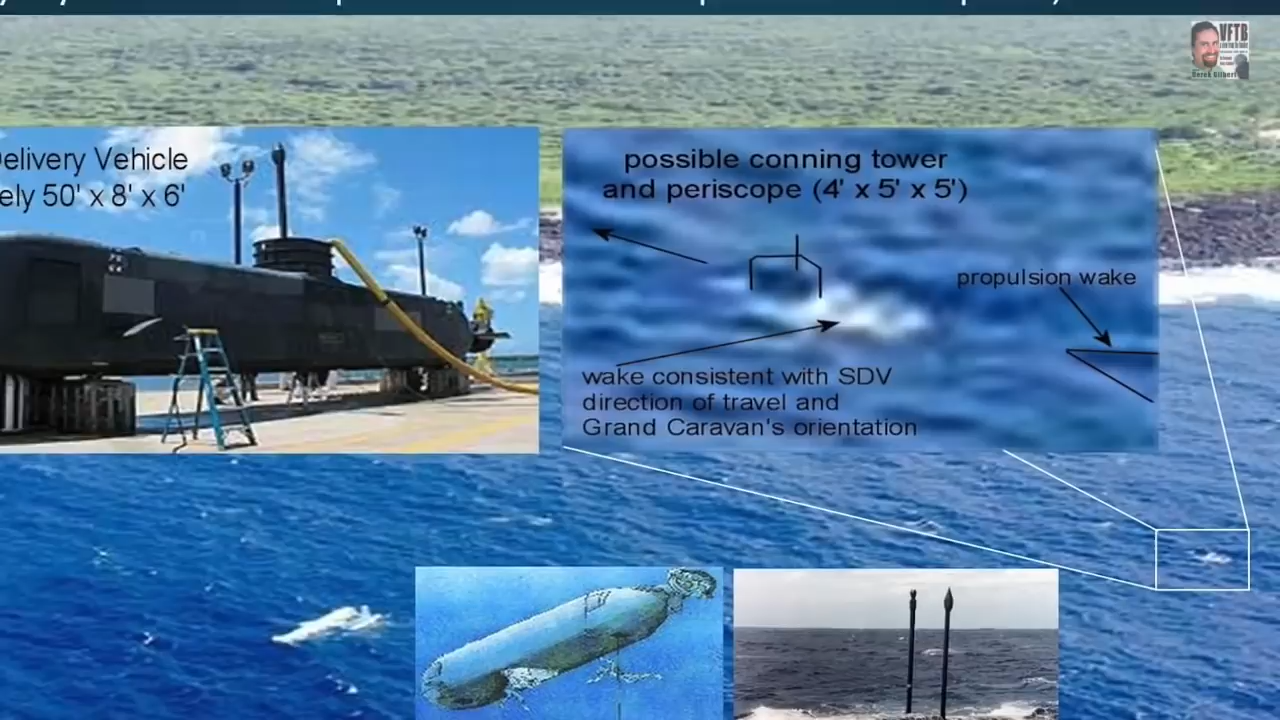 VFTB
Derek Gilbert
Delivery Vehicle
ely 50' x 8' x 6'
possible conning tower
and periscope (4' x 5' x 5')
propulsion wake
wake consistent with SDV
direction of travel and
Grand Caravan's orientation